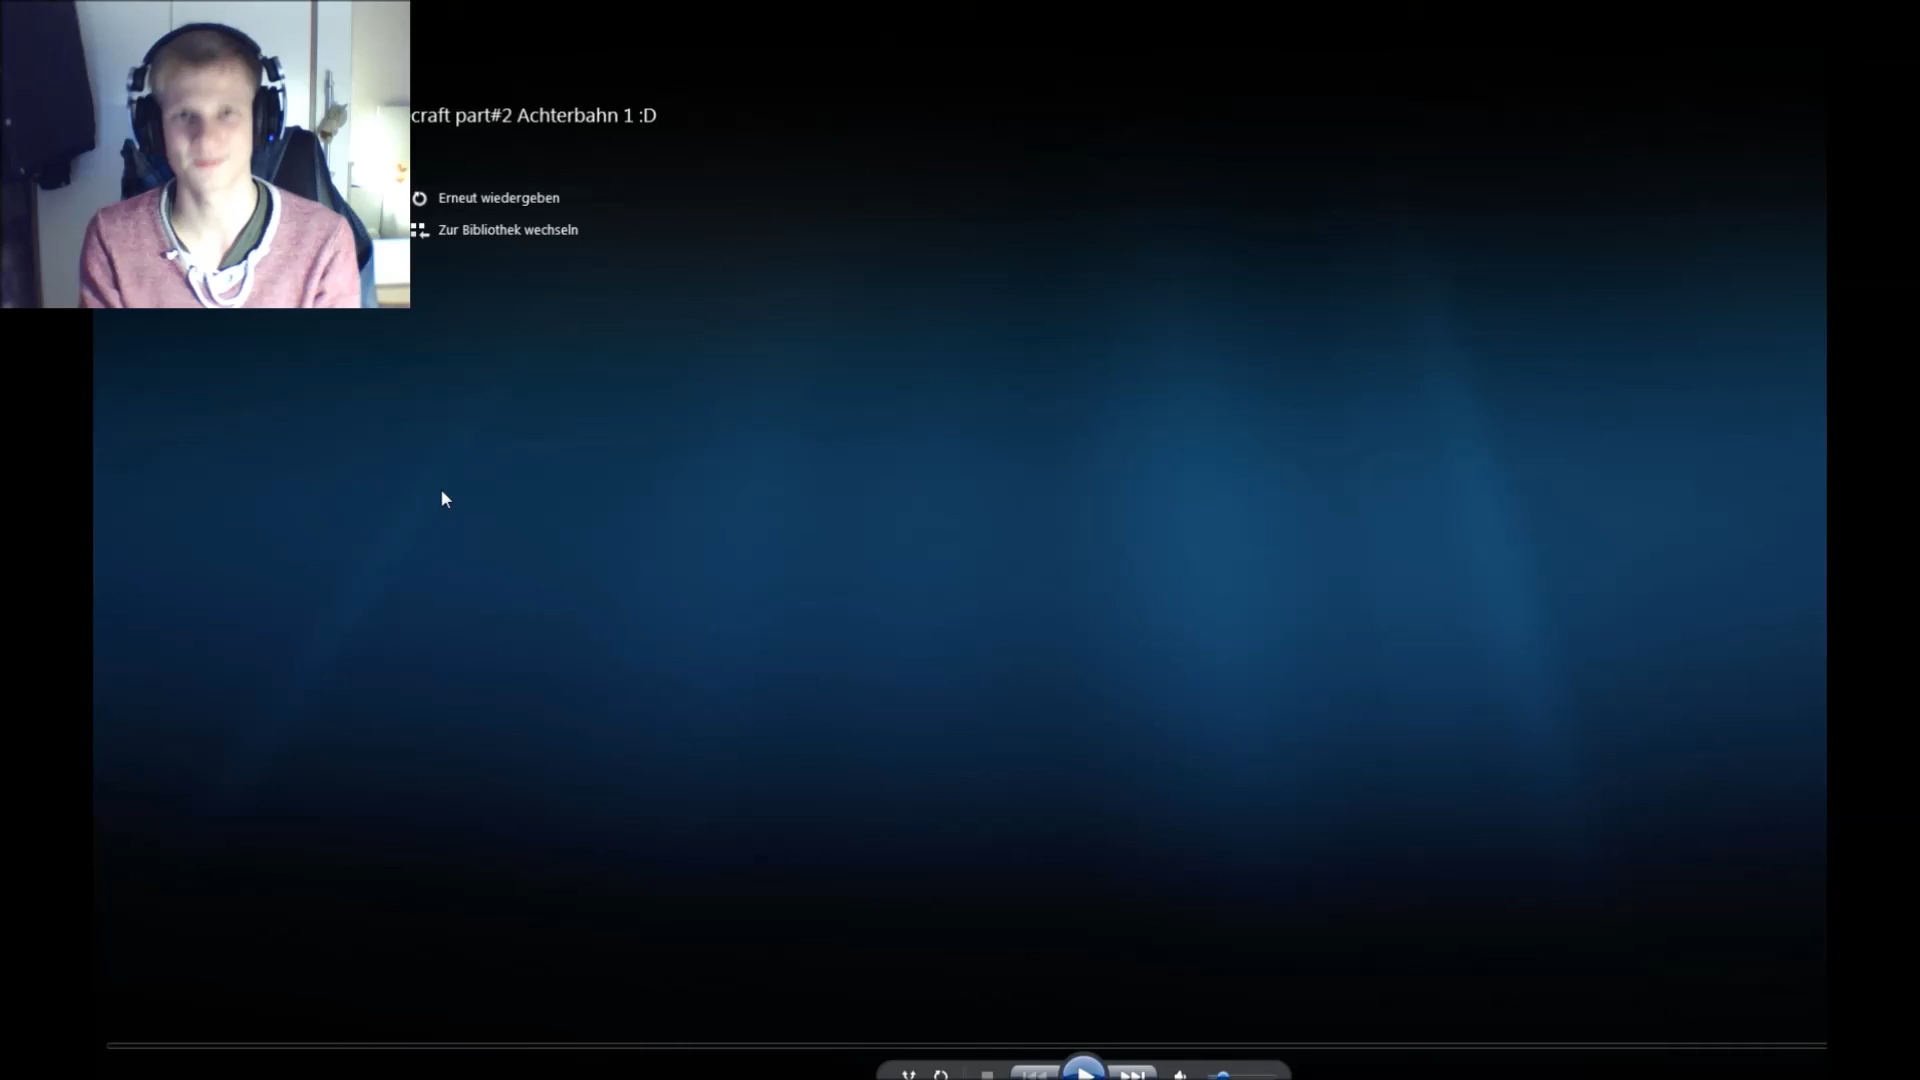 craft part#2 Achterbahn 1 :D
Erneut wiedergeben
Zur Bibliothek wechseln